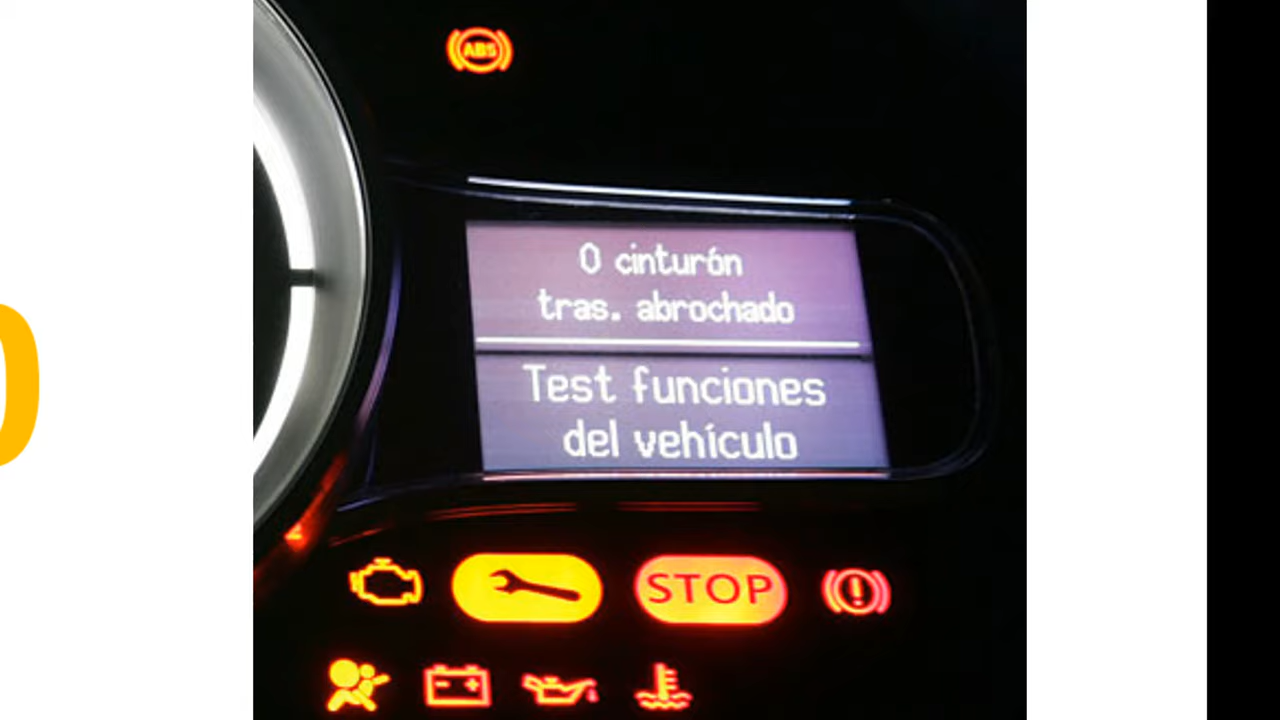 ABS
0 cinturón
tras. abrochado
Test funciones
del vehículo
STOP